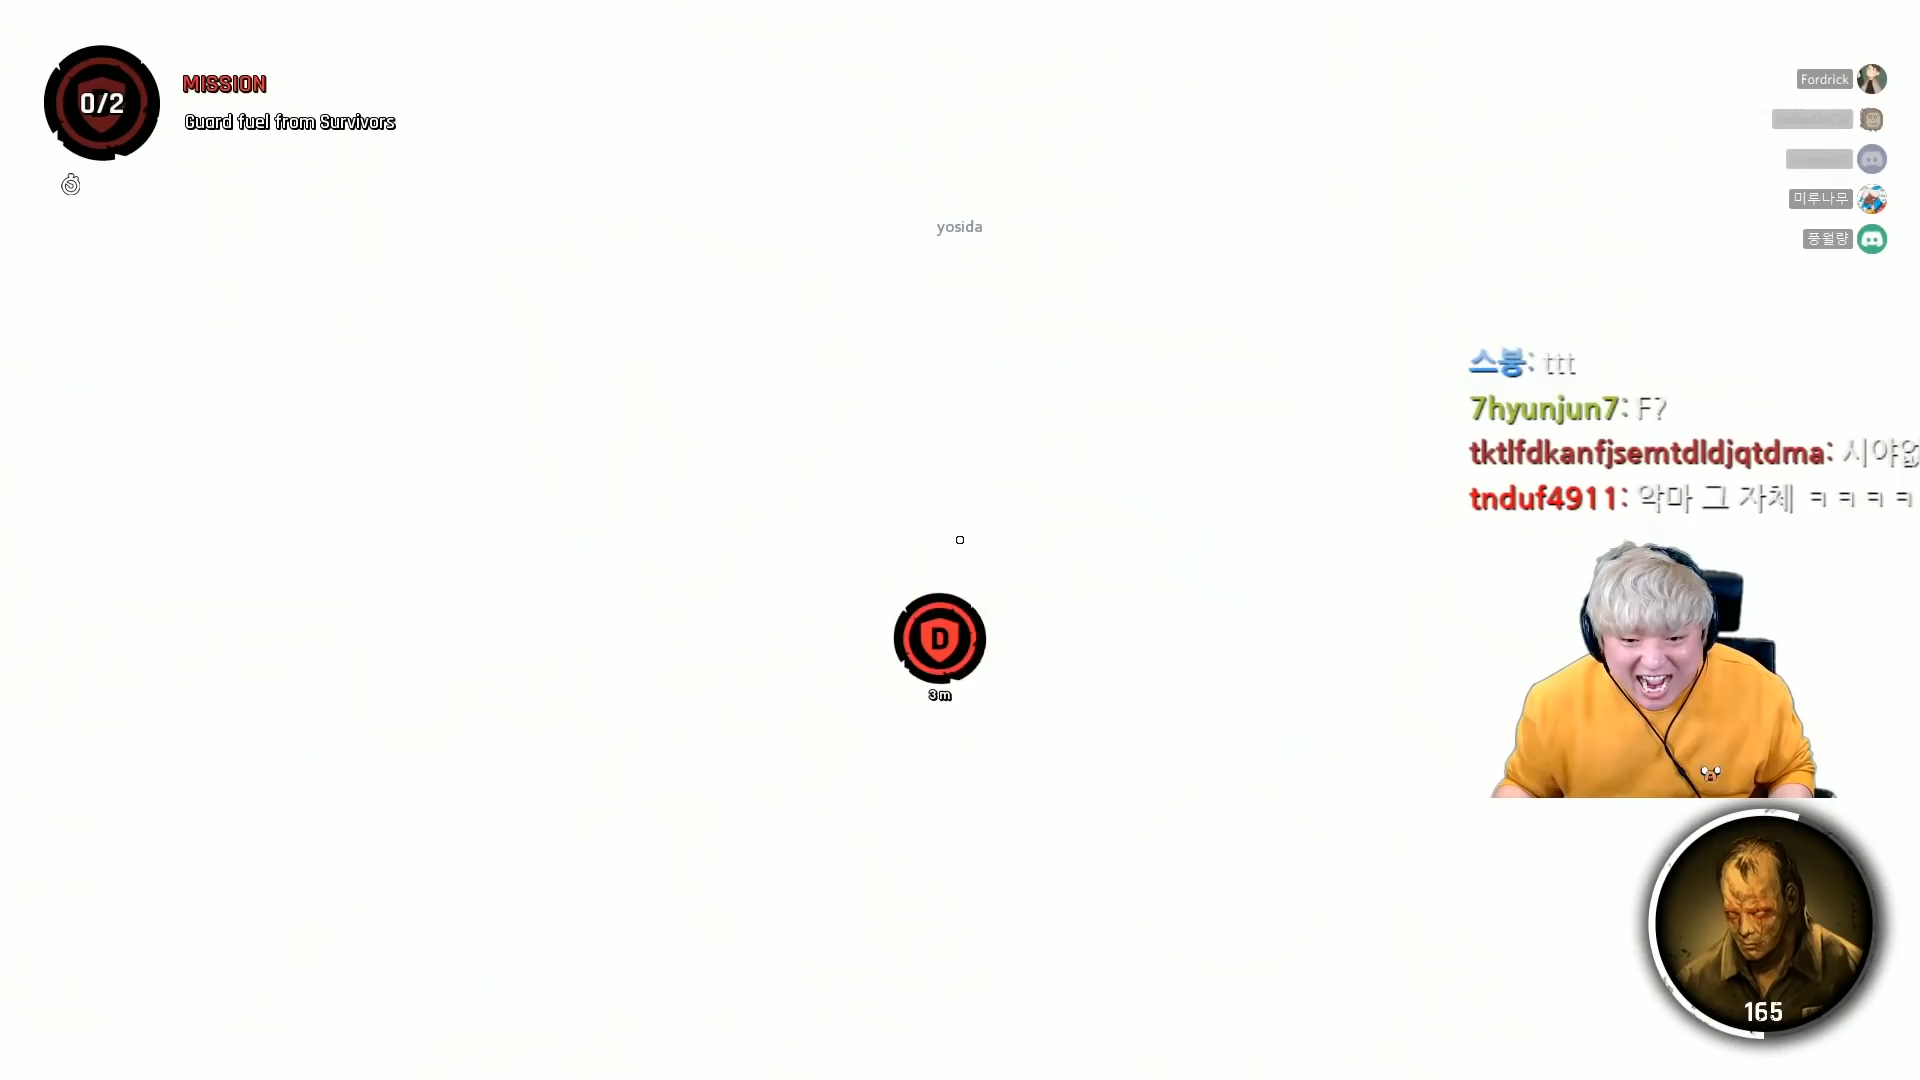 0/2
MISSION
Guard fuel from Survivors
Fordrick
미루나무
풍월량
yosida
스붕: ttt
7hyunjun7: F?
tktlfdkanfjsemtdldjqtdma: 시야없
tnduf4911: 악마 그 자체 ㅋㅋㅋㅋ
D
3 m
165